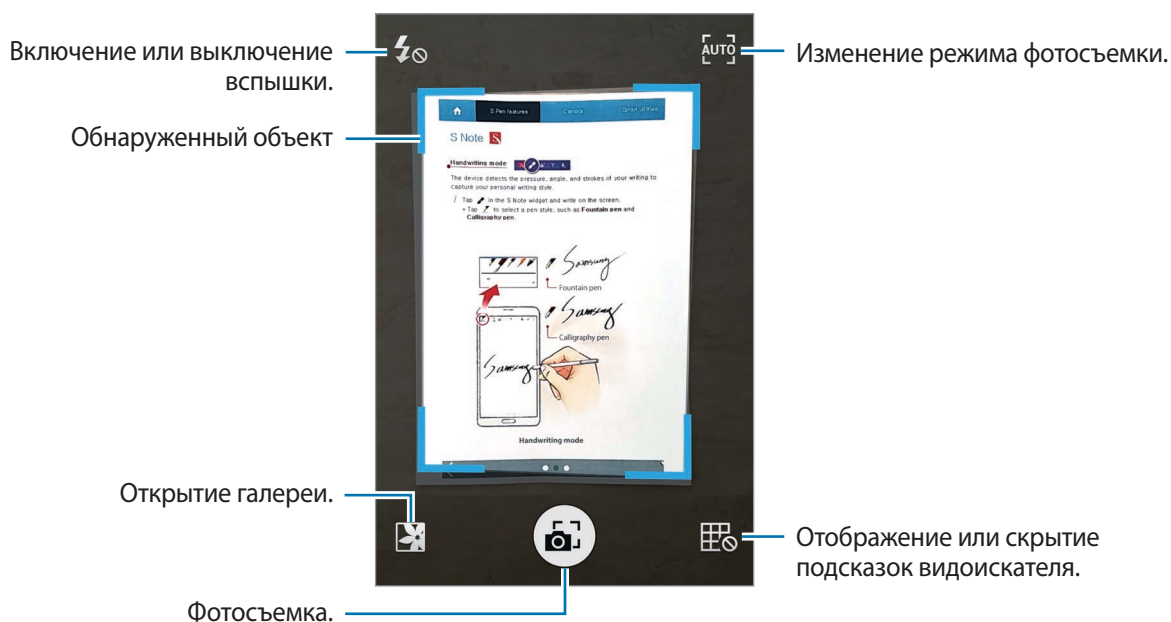 Включение или выключение
вспышки.
AUTO
Изменение режима фотосъемки.
Обнаруженный объект
S Pen features
Camera
Smart utilities
S Note
Handwriting mode
The device detects the pressure, angle, and strokes of your writing to
capture your personal writing style.
1 Tap in the S Note widget and write on the screen.
• Tap to select a pen style, such as Fountain pen and
Calligraphy pen.
Samsung
Fountain pen
Samsung
Calligraphy pen
Samsung
Handwriting mode
Открытие галереи.
Отображение или скрытие
подсказок видоискателя.
Фотосъемка.